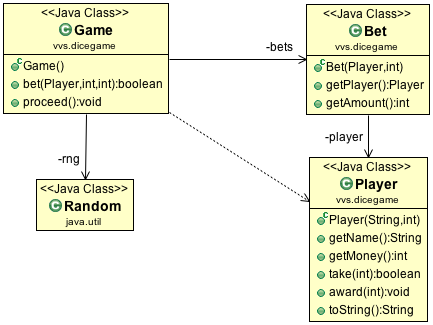 <<Java Class>>
Game
vvs.dicegame
Game()
bet(Player,int,int):boolean
proceed():void
-bets
<<Java Class>>
Bet
vvs.dicegame
Bet(Player,int)
getPlayer():Player
getAmount():int
-rng
-player
<<Java Class>>
Random
java.util
<<Java Class>>
Player
vvs.dicegame
Player(String,int)
getName():String
getMoney():int
take(int):boolean
award(int):void
toString():String